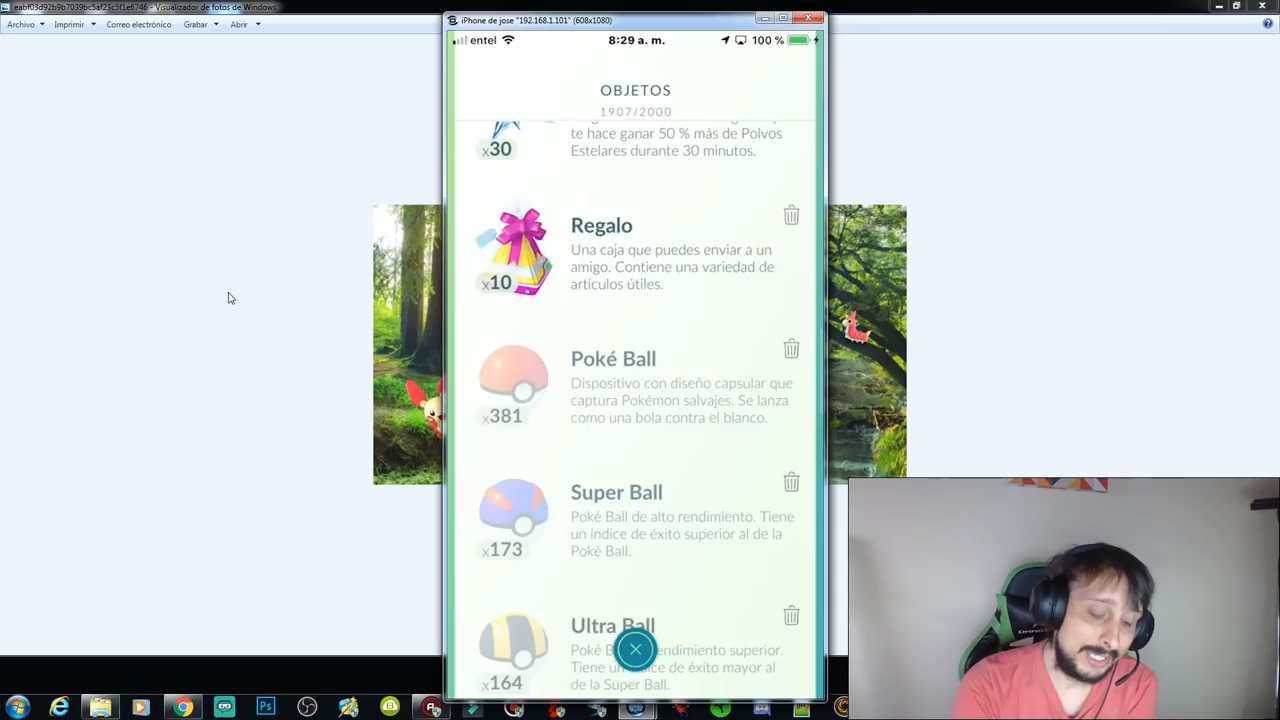 eabf03d92b9b7039bc5af23c5f1e6746 - Visualizador de fotos de Windows
Archivo Imprimir Correo electrónico Grabar Abrir
iPhone de jose "192.168.1.101" (608x1080)
entel 8:29 a. m. 100 %
OBJETOS
1907/2000
te hace ganar 50 % más de Polvos
Estelares durante 30 minutos.
x30
Regalo
Una caja que puedes enviar a un
amigo. Contiene una variedad de
artículos útiles.
x10
Poké Ball
Dispositivo con diseño capsular que
captura Pokémon salvajes. Se lanza
como una bola contra el blanco.
x381
Super Ball
Poké Ball de alto rendimiento. Tiene
un índice de éxito superior al de la
Poké Ball.
x173
Ultra Ball
rendimiento superior.
Tiene un índice de éxito mayor al
de la Super Ball.
x164
Ps